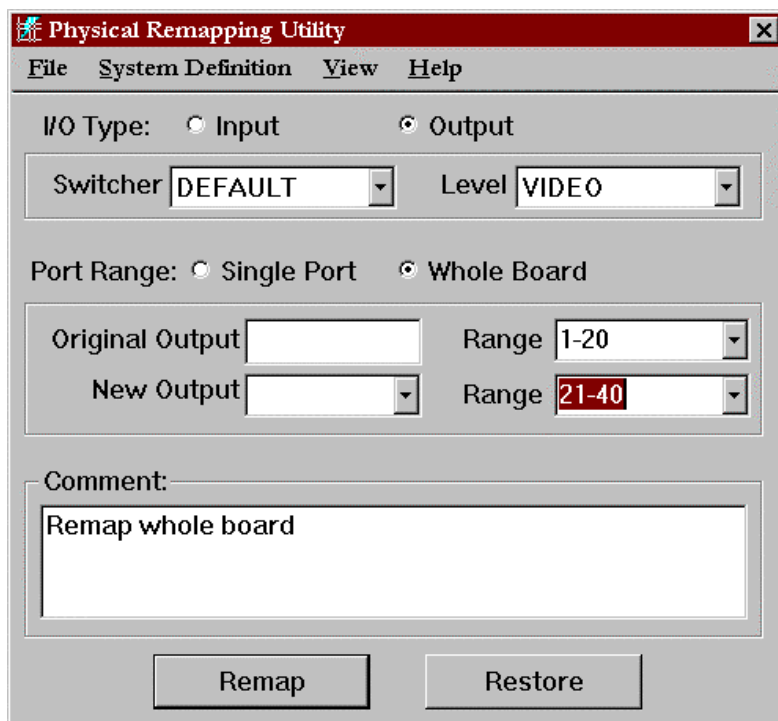 Physical Remapping Utility
File System Definition View Help
I/O Type: Input Output
Switcher DEFAULT Level VIDEO
Port Range: Single Port Whole Board
Original Output Range 1-20
New Output Range 21-40
Comment:
Remap whole board
Remap Restore